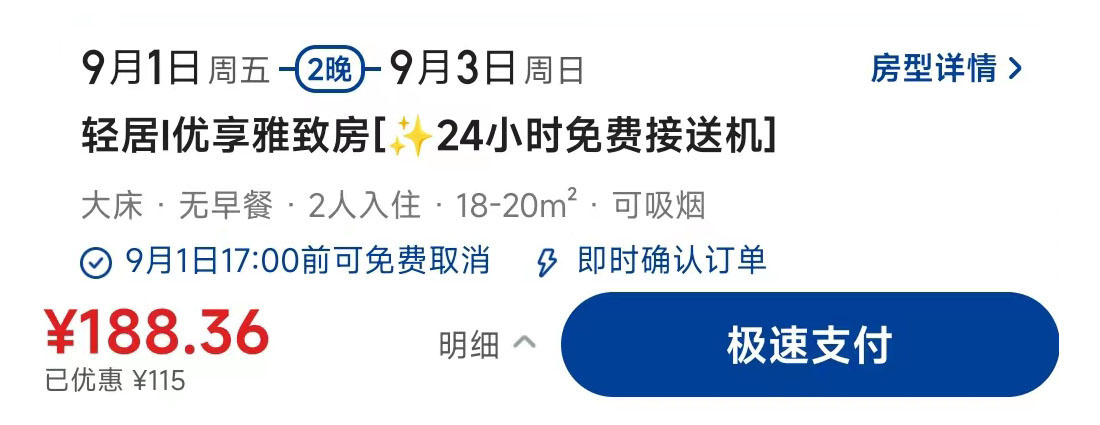 9月1日 周五 2晚 9月3日 周日 房型详情
轻居I优享雅致房[✨24小时免费接送机]
大床 · 无早餐 · 2人入住 · 18-20m² · 可吸烟
9月1日17:00前可免费取消 即时确认订单
¥188.36 明细 极速支付
已优惠 ¥115